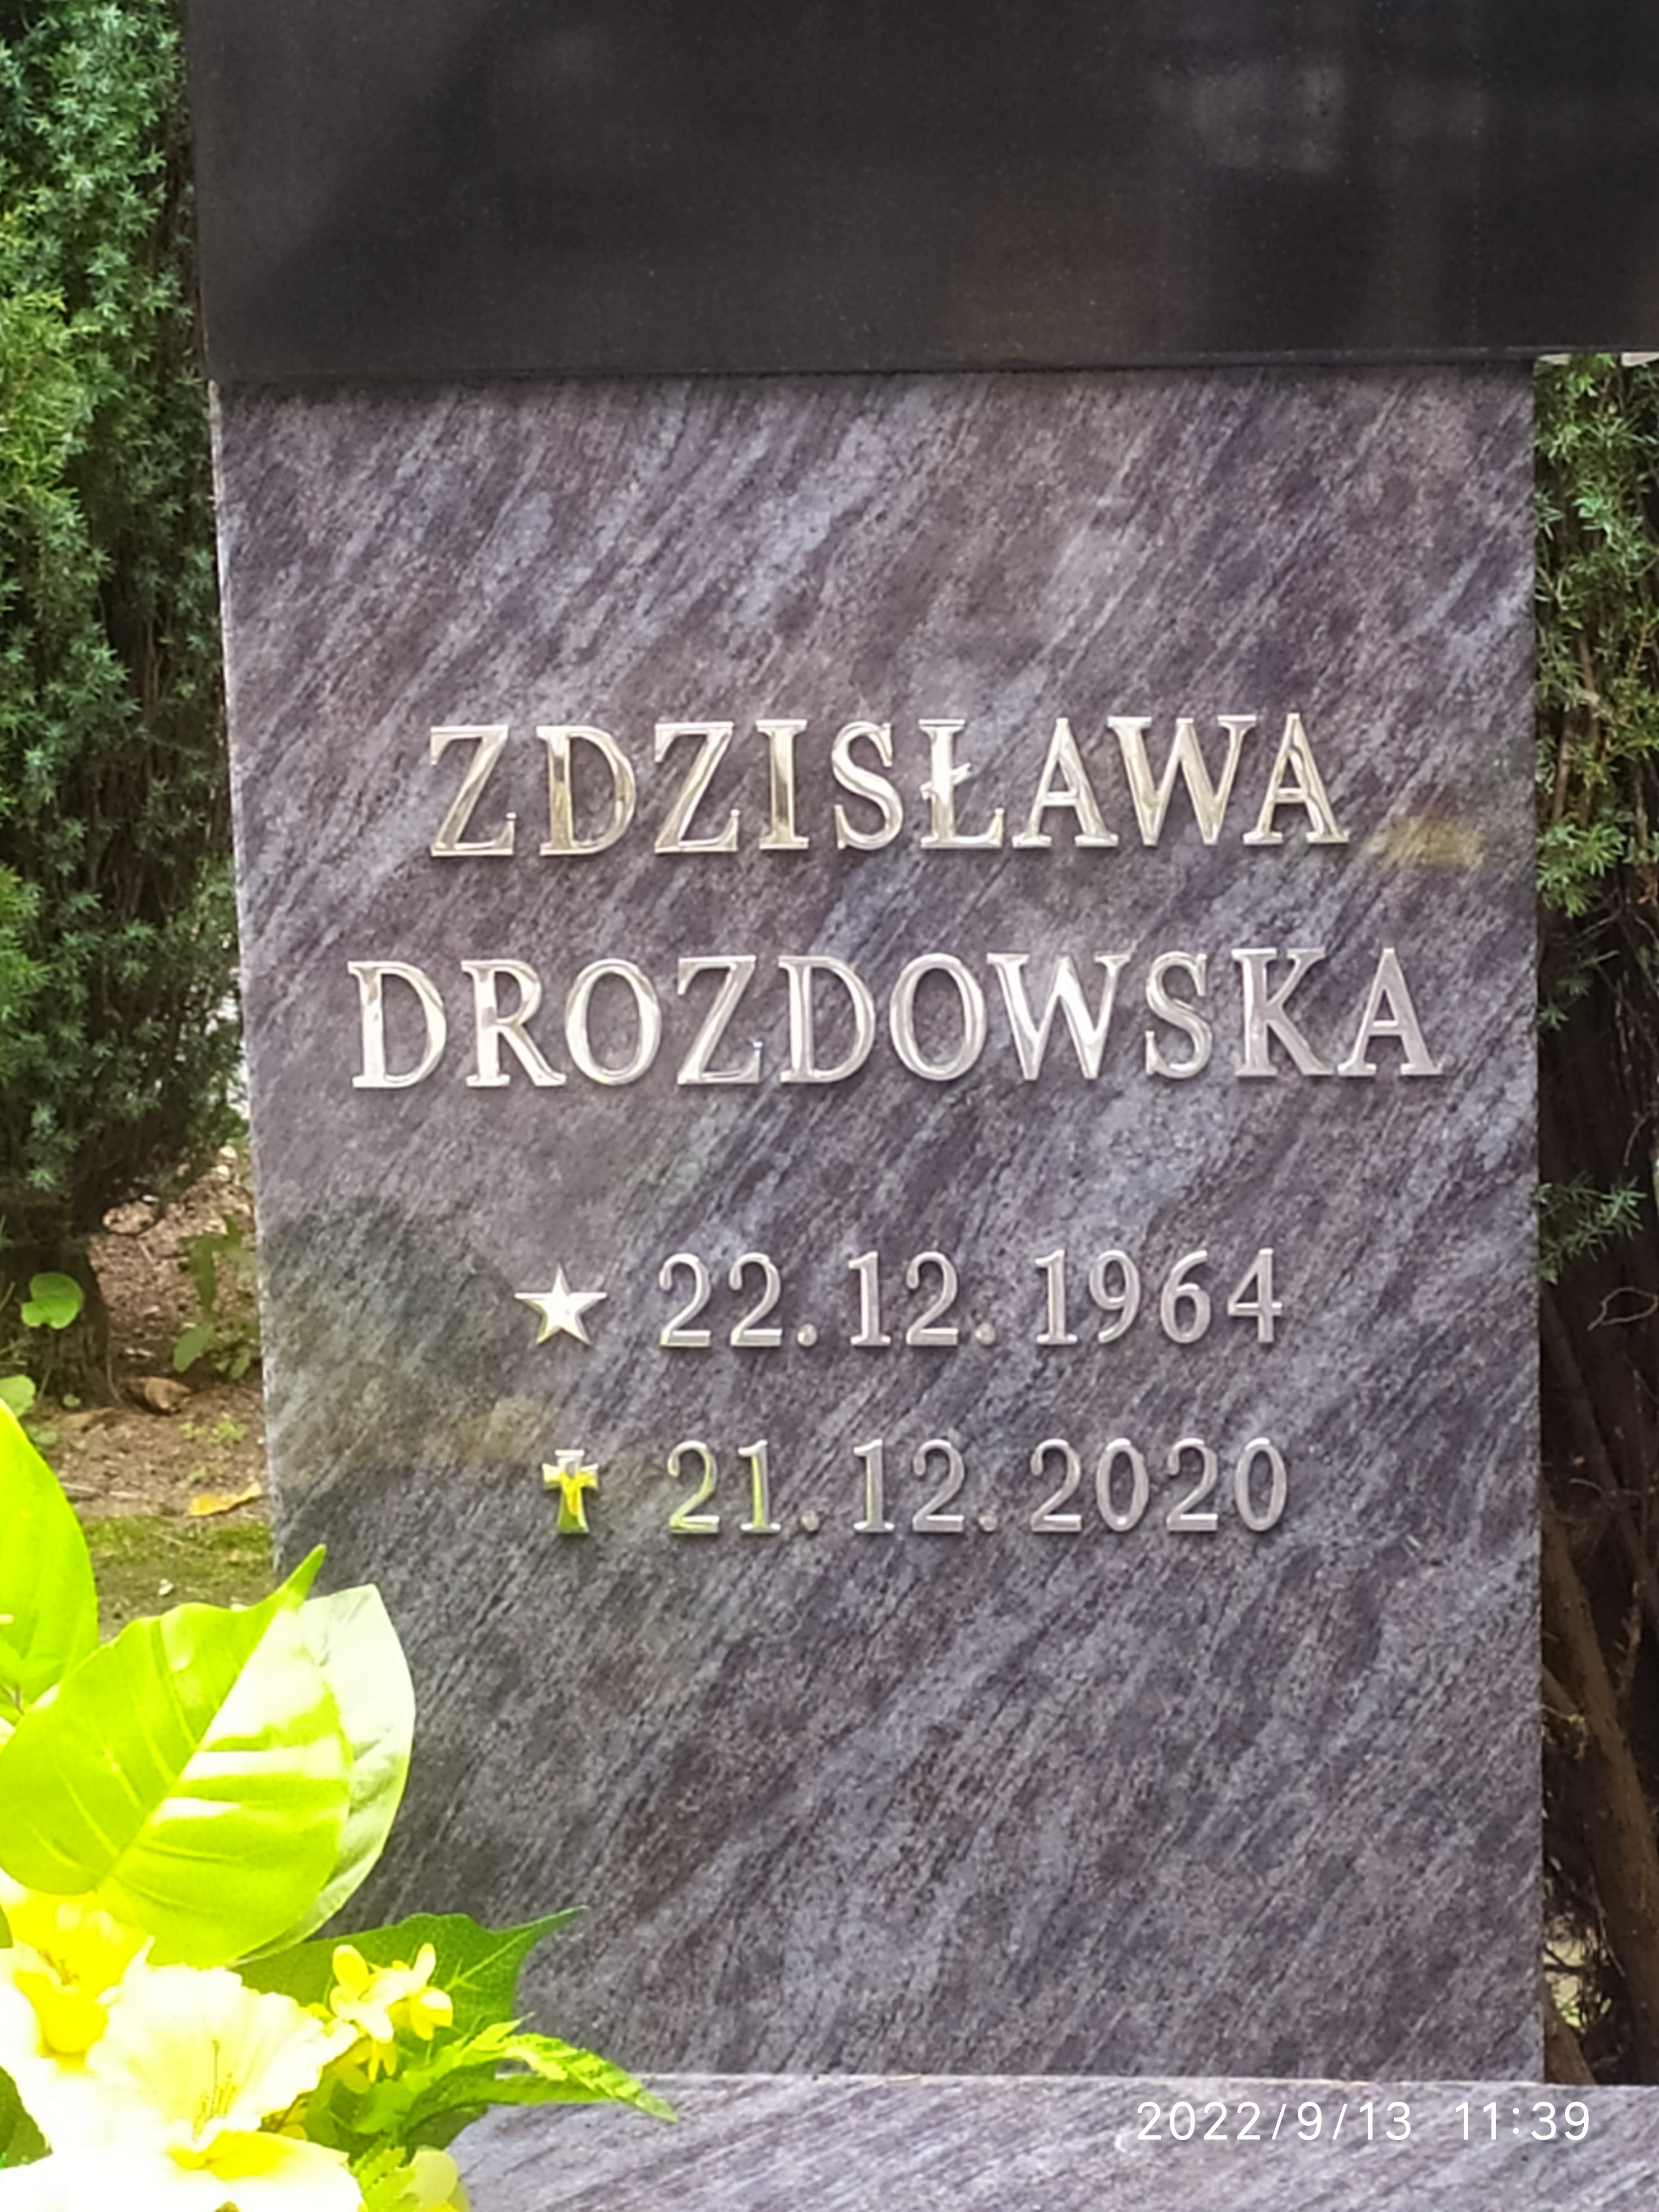 ZDZISŁAWA
DROZDOWSKA
★ 22.12.1964
✝ 21.12.2020
2022/9/13 11:39